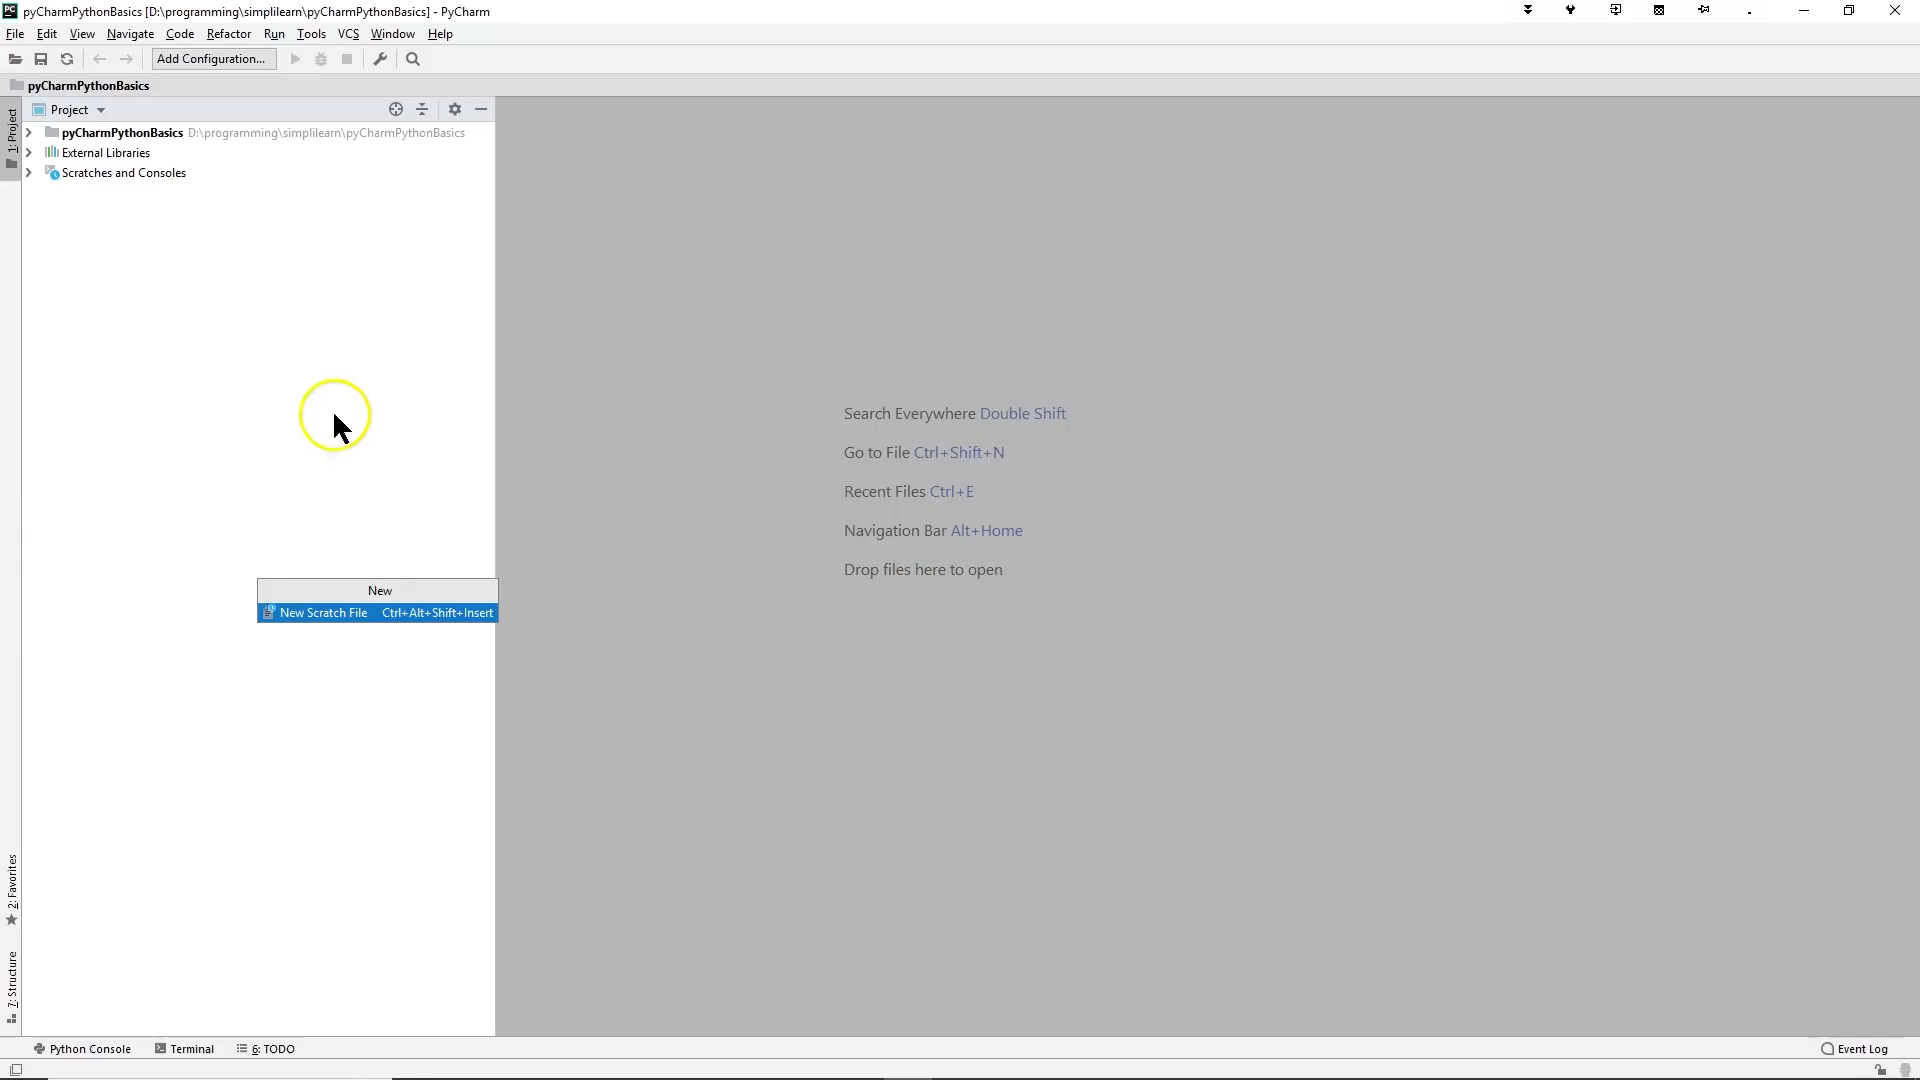 PC pyCharmPythonBasics [D:\programming\simplilearn\pyCharmPythonBasics] - PyCharm
File Edit View Navigate Code Refactor Run Tools VCS Window Help
Add Configuration...
pyCharmPythonBasics
1: Project
Project
pyCharmPythonBasics D:\programming\simplilearn\pyCharmPythonBasics
External Libraries
Scratches and Consoles
Search Everywhere Double Shift
Go to File Ctrl+Shift+N
Recent Files Ctrl+E
Navigation Bar Alt+Home
Drop files here to open
New
New Scratch File Ctrl+Alt+Shift+Insert
2: Favorites
7: Structure
Python Console Terminal 6: TODO Event Log